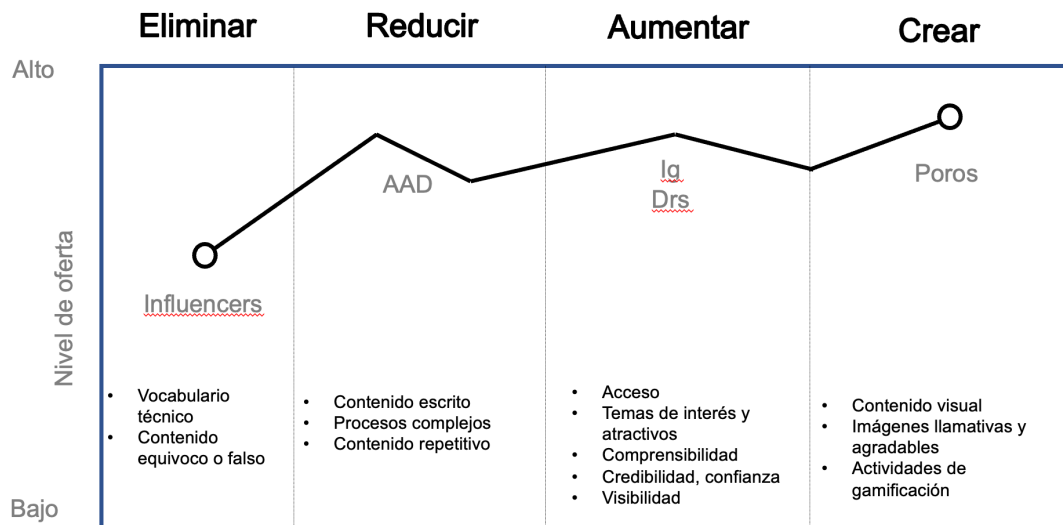 Eliminar
Reducir
Aumentar
Crear
Alto
Nivel de oferta
Bajo
Influencers
AAD
Ig
Drs
Poros
• Vocabulario
técnico
• Contenido
equivoco o falso
• Contenido escrito
• Procesos complejos
• Contenido repetitivo
• Acceso
• Temas de interés y
atractivos
• Comprensibilidad
• Credibilidad, confianza
• Visibilidad
• Contenido visual
• Imágenes llamativas y
agradables
• Actividades de
gamificación